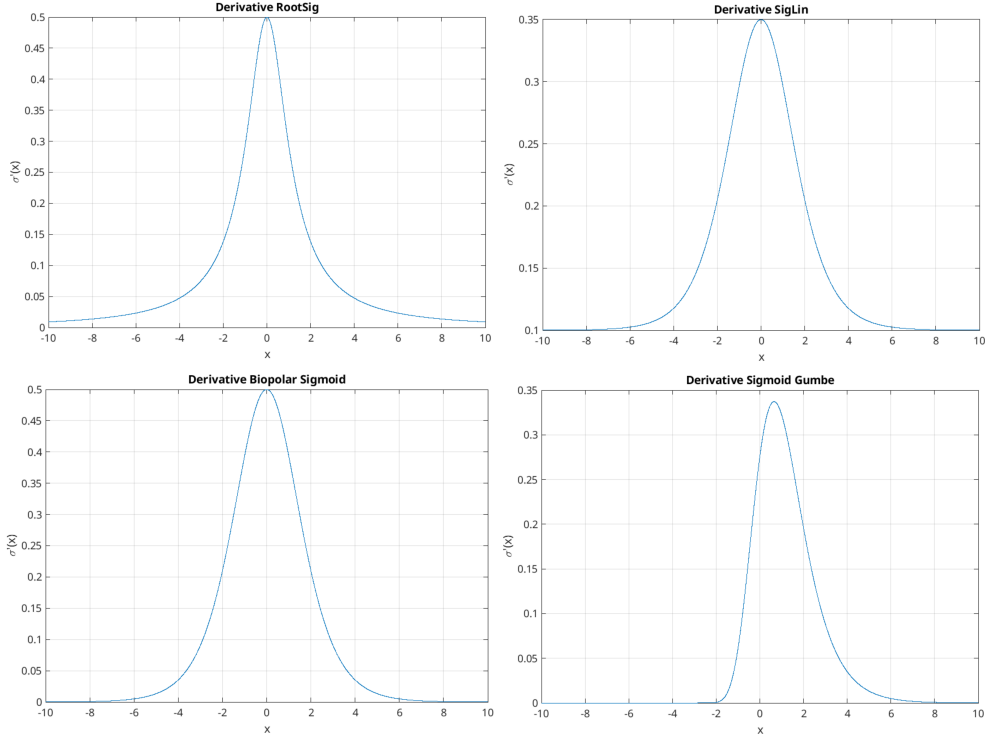 Derivative RootSig
0.5
0.45
0.4
0.35
0.3
0.25
0.2
0.15
0.1
0.05
0
σ'(x)
-10 -8 -6 -4 -2 0 2 4 6 8 10
x
Derivative SigLin
0.35
0.3
0.25
0.2
0.15
0.1
σ'(x)
-10 -8 -6 -4 -2 0 2 4 6 8 10
x
Derivative Biopolar Sigmoid
0.5
0.45
0.4
0.35
0.3
0.25
0.2
0.15
0.1
0.05
0
σ'(x)
-10 -8 -6 -4 -2 0 2 4 6 8 10
x
Derivative Sigmoid Gumbe
0.35
0.3
0.25
0.2
0.15
0.1
0.05
0
σ'(x)
-10 -8 -6 -4 -2 0 2 4 6 8 10
x